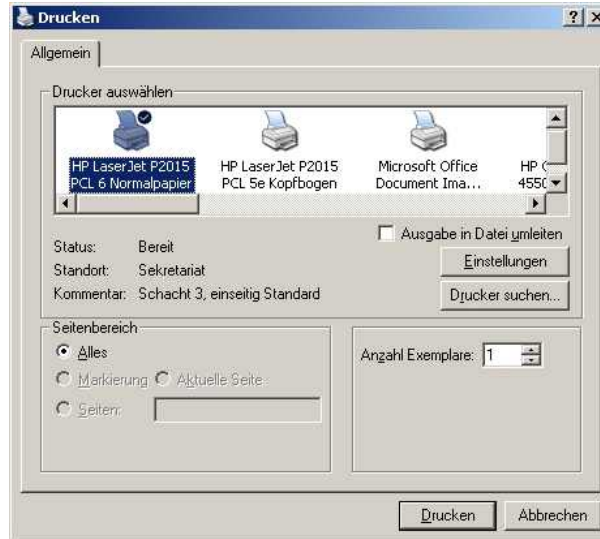 Drucken
Allgemein
Drucker auswählen
HP LaserJet P2015
PCL 6 Normalpapier
HP LaserJet P2015
PCL 5e Kopfbogen
Microsoft Office
Document Ima...
HP
455
Ausgabe in Datei umleiten
Status: Bereit
Einstellungen
Standort: Sekretariat
Kommentar: Schacht 3, einseitig Standard
Drucker suchen...
Seitenbereich
Alles
Anzahl Exemplare: 1
Markierung Aktuelle Seite
Seiten:
Drucken Abbrechen